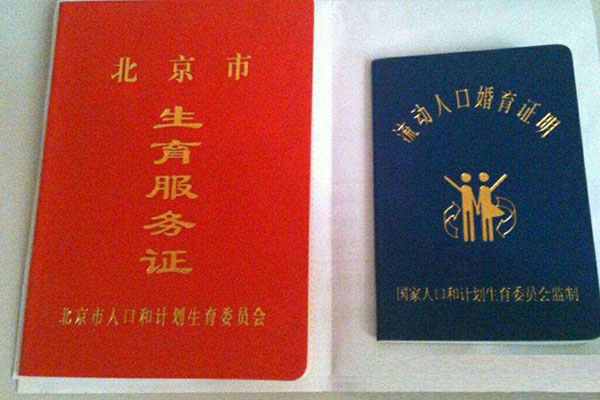 北京市
生育服务证
北京市人口和计划生育委员会
流动人口婚育证明
国家人口和计划生育委员会监制